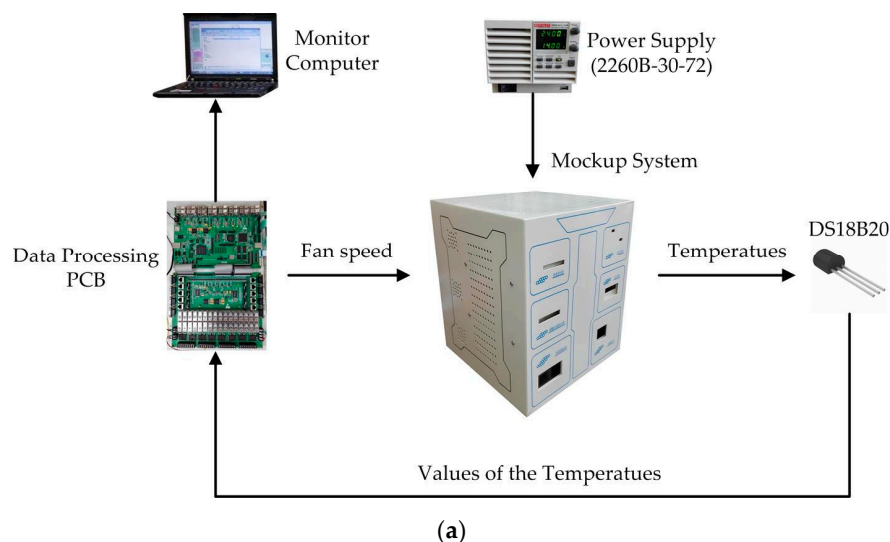 Monitor
Computer
Power Supply
(2260B-30-72)
Mockup System
DS18B20
Data Processing
PCB
Fan speed
Temperatues
Values of the Temperatues
(a)